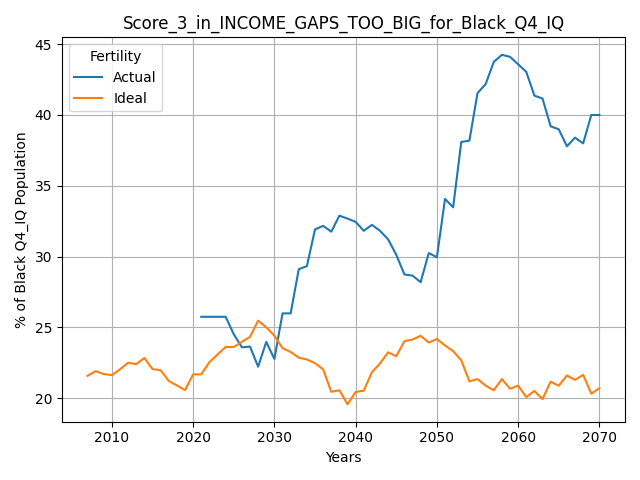 Score_3_in_INCOME_GAPS_TOO_BIG_for_Black_Q4_IQ
Fertility
Actual
Ideal
% of Black Q4_IQ Population
45
40
35
30
25
20
2010 2020 2030 2040 2050 2060 2070
Years